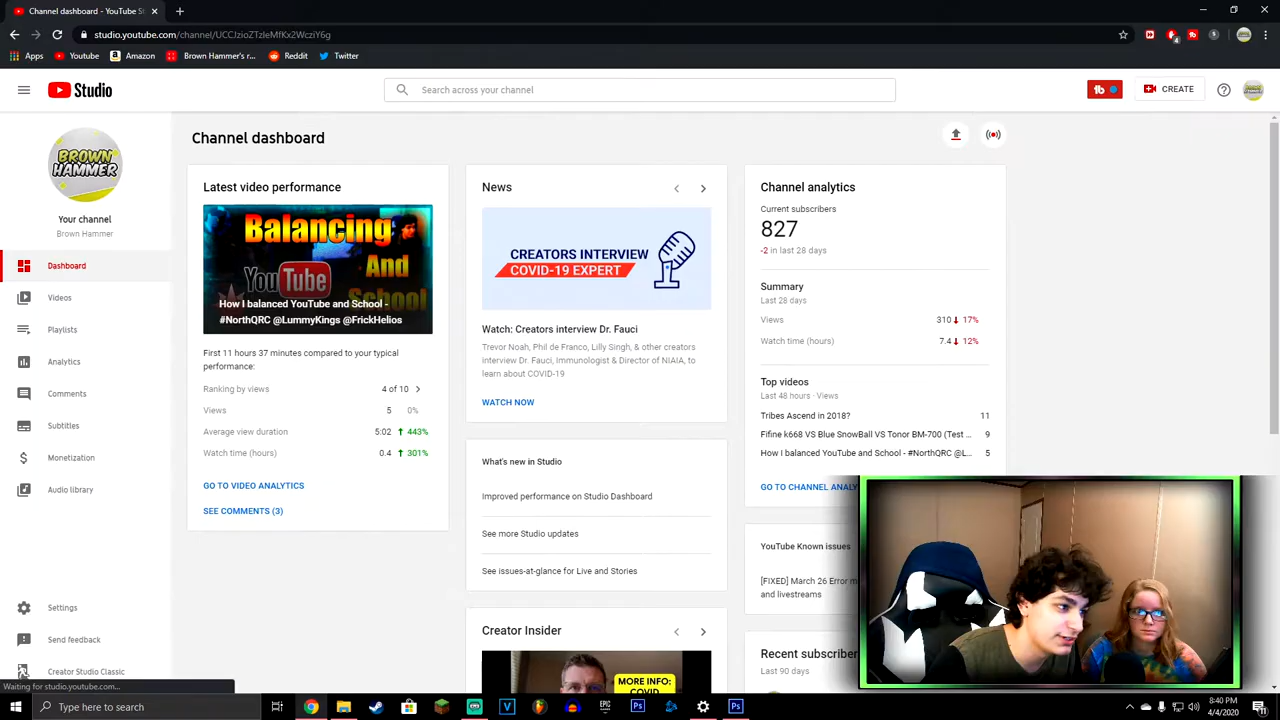 Channel dashboard - YouTube St
studio.youtube.com/channel/UCCJzioZTzleMfKx2WcziY6g
Apps
Youtube
Amazon
Brown Hammer's r...
Reddit
Twitter
Studio
Search across your channel
CREATE
BROWN
HAMMER
Your channel
Brown Hammer
Dashboard
Videos
Playlists
Analytics
Comments
Subtitles
Monetization
Audio library
Settings
Send feedback
Creator Studio Classic
Waiting for studio.youtube.com...
Channel dashboard
Latest video performance
Balancing
YouTube And
School
How I balanced YouTube and School -
#NorthQRC @LummyKings @FrickHelios
First 11 hours 37 minutes compared to your typical
performance:
Ranking by views 4 of 10
Views 5 0%
Average view duration 5:02 443%
Watch time (hours) 0.4 301%
GO TO VIDEO ANALYTICS
SEE COMMENTS (3)
News
CREATORS INTERVIEW
COVID-19 EXPERT
Watch: Creators interview Dr. Fauci
Trevor Noah, Phil de Franco, Lilly Singh, & other creators
interview Dr. Fauci, Immunologist & Director of NIAIA, to
learn about COVID-19
WATCH NOW
What's new in Studio
Improved performance on Studio Dashboard
See more Studio updates
See issues-at-glance for Live and Stories
Creator Insider
MORE INFO:
COVID
Channel analytics
Current subscribers
827
-2 in last 28 days
Summary
Last 28 days
Views 310 17%
Watch time (hours) 7.4 12%
Top videos
Last 48 hours · Views
Tribes Ascend in 2018? 11
Fifine k668 VS Blue SnowBall VS Tonor BM-700 (Test ... 9
How I balanced YouTube and School - #NorthQRC @L... 5
GO TO CHANNEL ANALY
YouTube Known issues
[FIXED] March 26 Error m
and livestreams
Recent subscriber
Last 90 days
Type here to search
EPIC
8:40 PM
4/4/2020